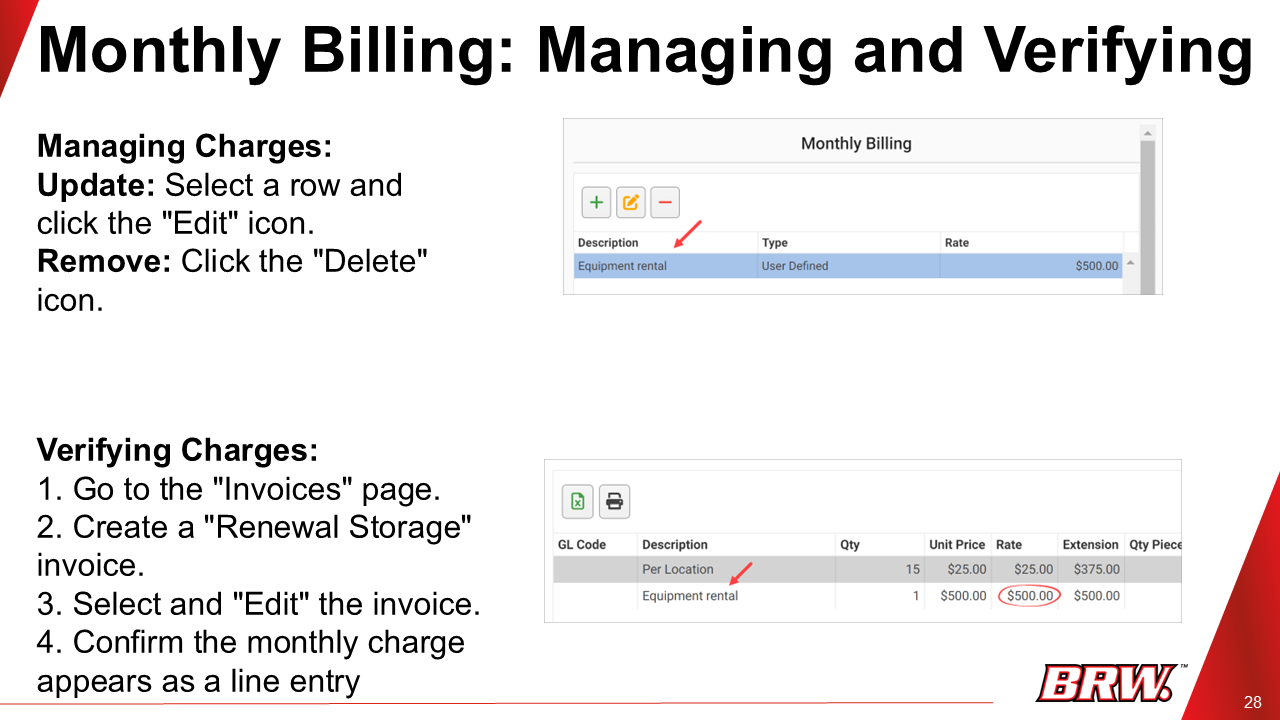 Monthly Billing: Managing and Verifying
Managing Charges:
Update: Select a row and
click the "Edit" icon.
Remove: Click the "Delete"
icon.
Monthly Billing
Description Type Rate
Equipment rental User Defined $500.00
Verifying Charges:
1. Go to the "Invoices" page.
2. Create a "Renewal Storage"
invoice.
3. Select and "Edit" the invoice.
4. Confirm the monthly charge
appears as a line entry
GL Code Description Qty Unit Price Rate Extension Qty Piece
Per Location 15 $25.00 $25.00 $375.00
Equipment rental 1 $500.00 $500.00 $500.00
BRW.™
28